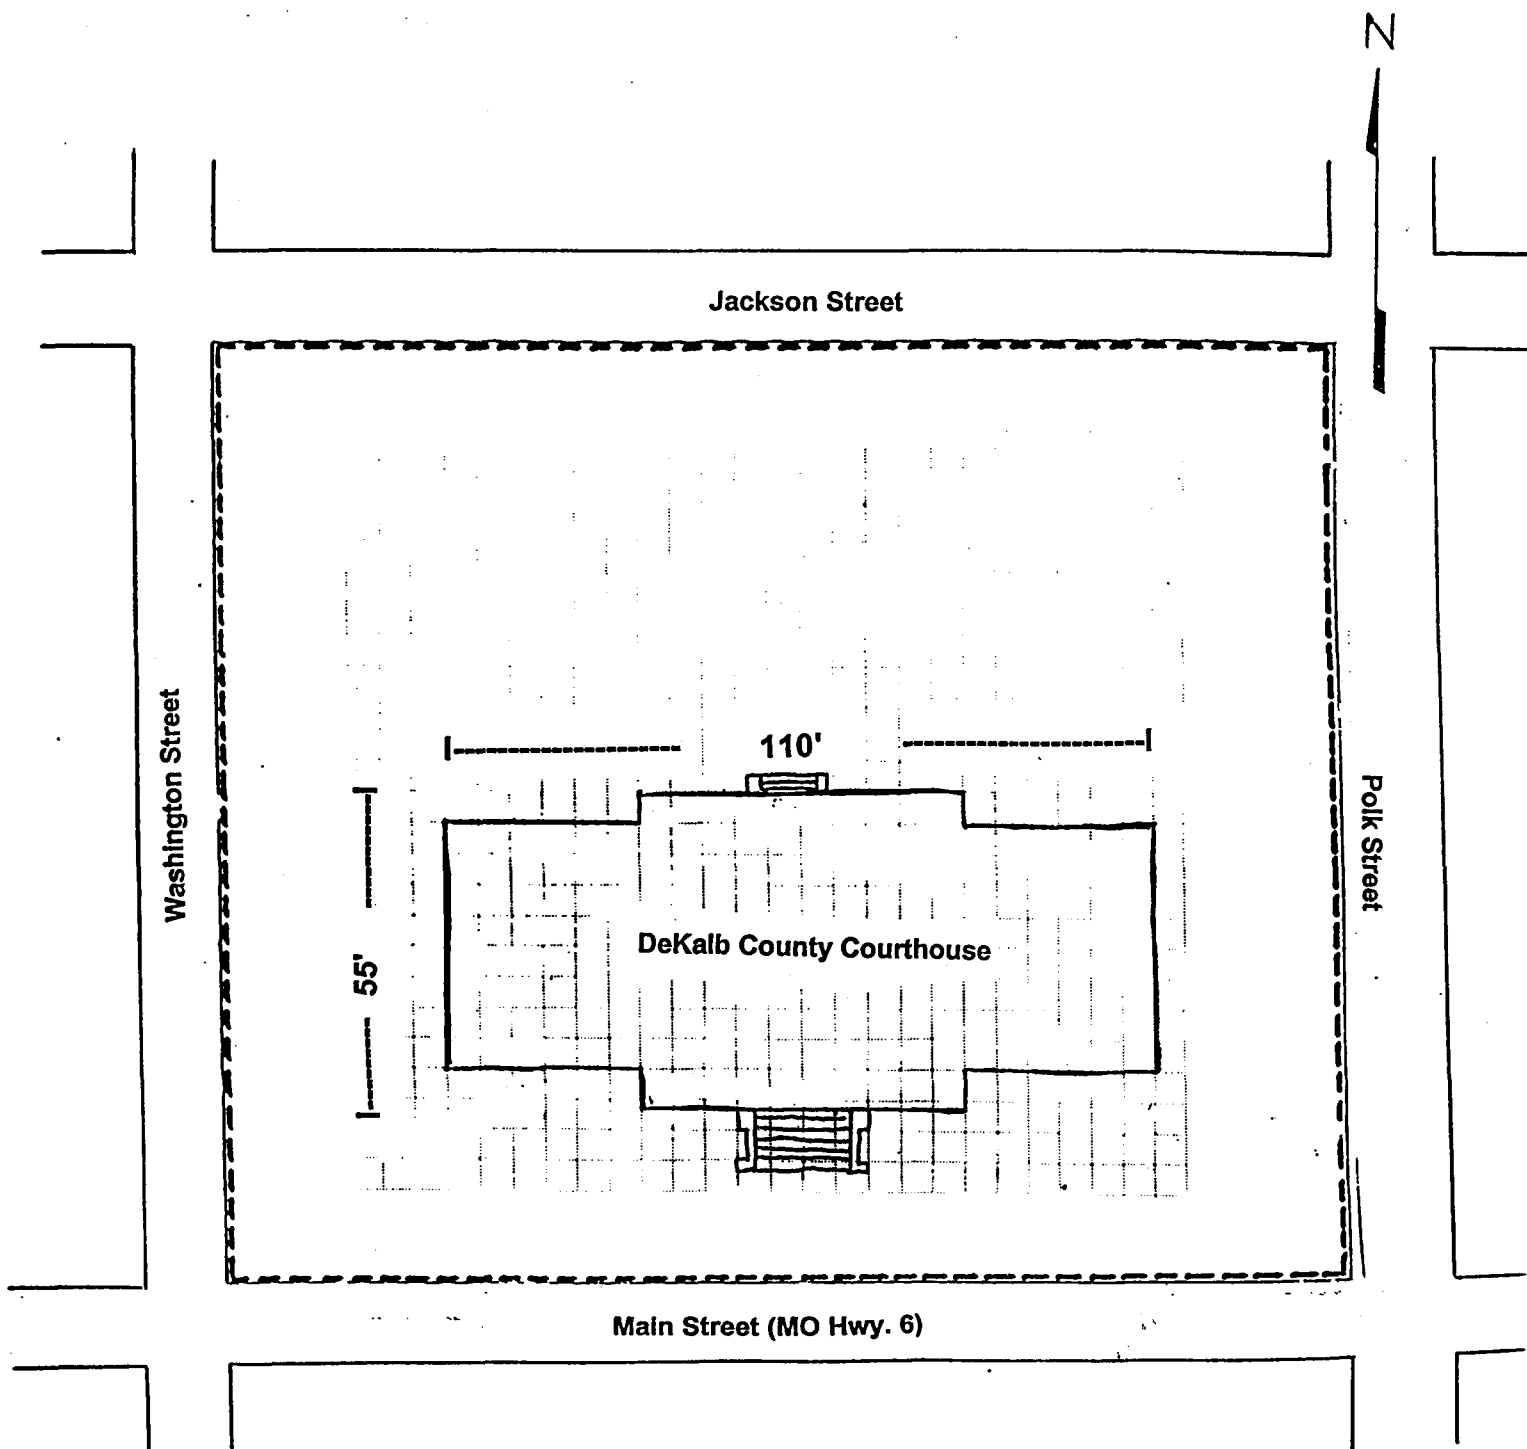 N
Jackson Street
Washington Street
110'
Polk Street
55'
DeKalb County Courthouse
Main Street (MO Hwy. 6)